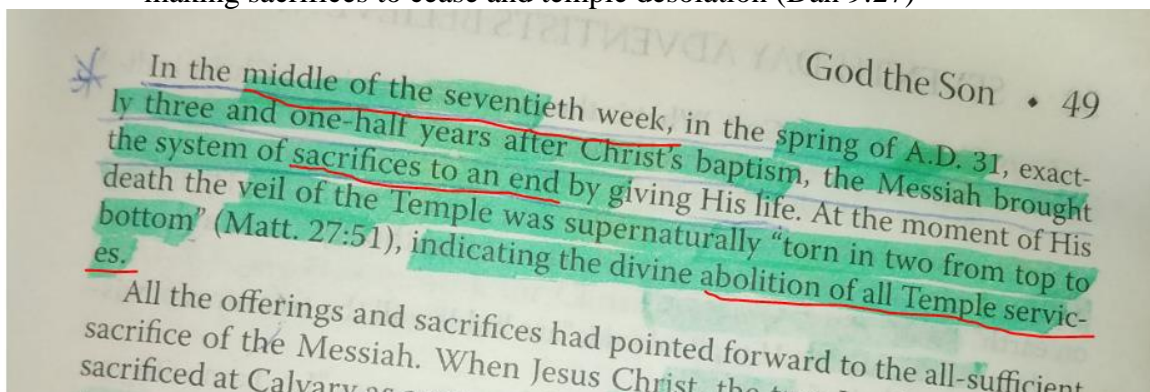 making sacrifices to cease and temple desolation (Dan 9:27)
God the Son • 49
In the middle of the seventieth week, in the spring of A.D. 31, exact-
ly three and one-half years after Christ's baptism, the Messiah brought
the system of sacrifices to an end by giving His life. At the moment of His
death the veil of the Temple was supernaturally “torn in two from top to
bottom” (Matt. 27:51), indicating the divine abolition of all Temple servic-
es.
All the offerings and sacrifices had pointed forward to the all-sufficient
sacrifice of the Messiah. When Jesus Christ, the
sacrificed at Calvary